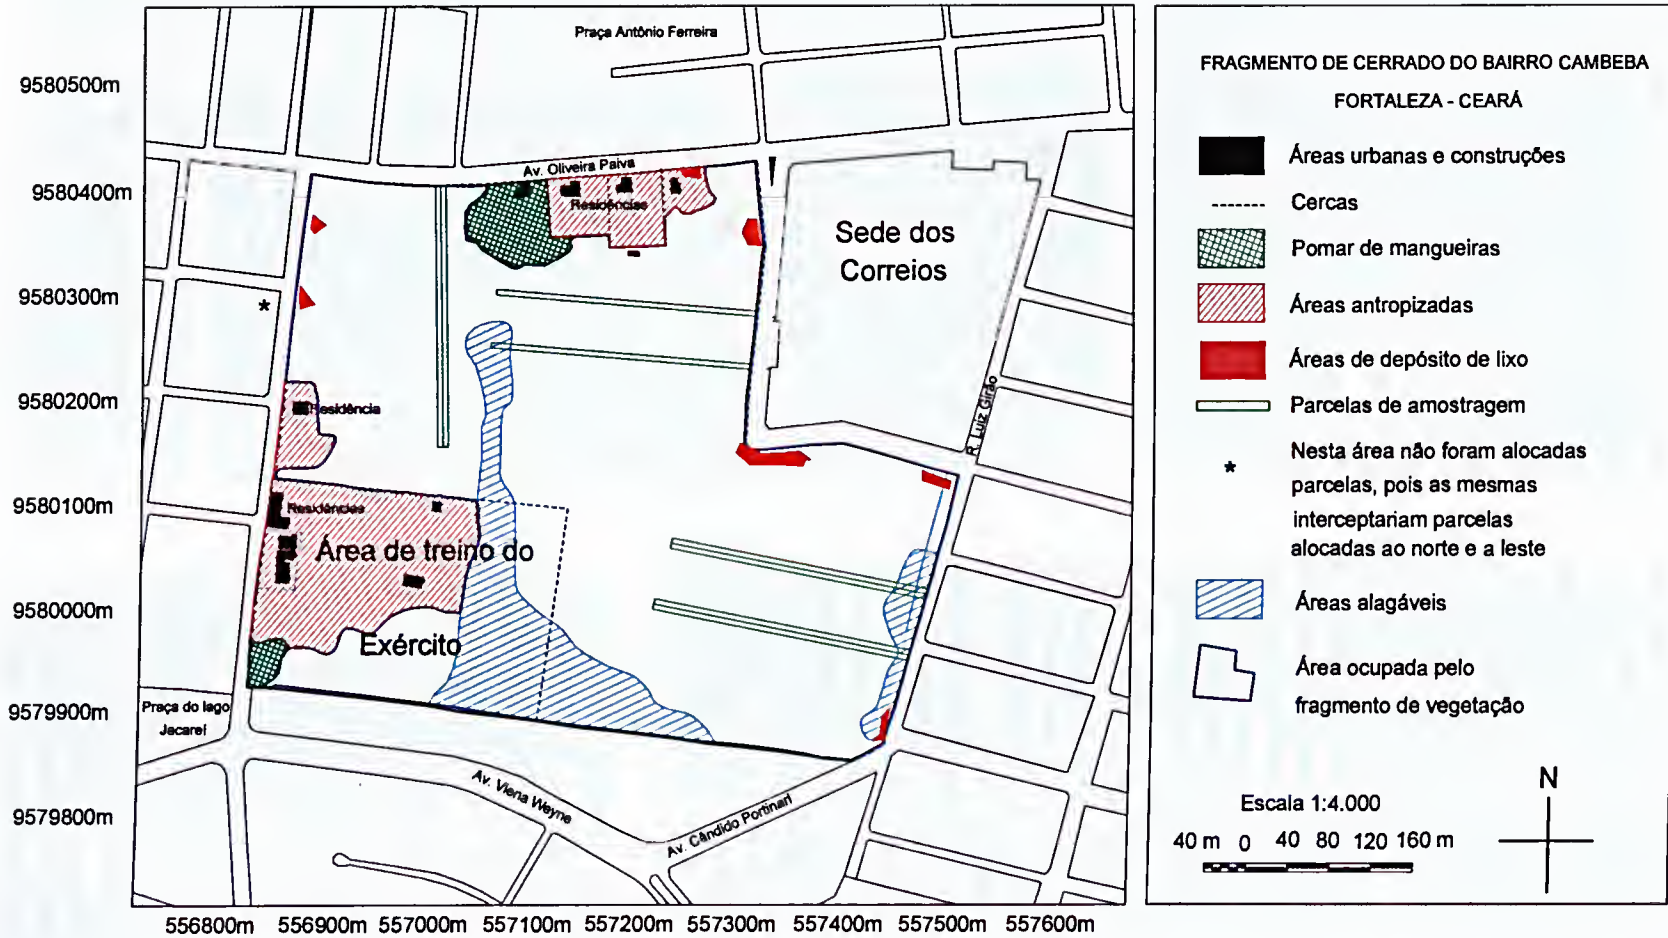 Praça Antônio Ferreira
9580500m
Av. Oliveira Paiva
9580400m
Residências
Sede dos
Correios
9580300m
9580200m
Residência
R. Luiz Girão
9580100m
Residências
Área de treino do
9580000m
Exército
9579900m
Praça do lago
Jacareí
Av. Viena Weyne
Av. Cândido Portinari
9579800m
556800m 556900m 557000m 557100m 557200m 557300m 557400m 557500m 557600m
FRAGMENTO DE CERRADO DO BAIRRO CAMBEBA
FORTALEZA - CEARÁ
Áreas urbanas e construções
Cercas
Pomar de mangueiras
Áreas antropizadas
Áreas de depósito de lixo
Parcelas de amostragem
* Nesta área não foram alocadas
parcelas, pois as mesmas
interceptariam parcelas
alocadas ao norte e a leste
Áreas alagáveis
Área ocupada pelo
fragmento de vegetação
N
Escala 1:4.000
40 m 0 40 80 120 160 m